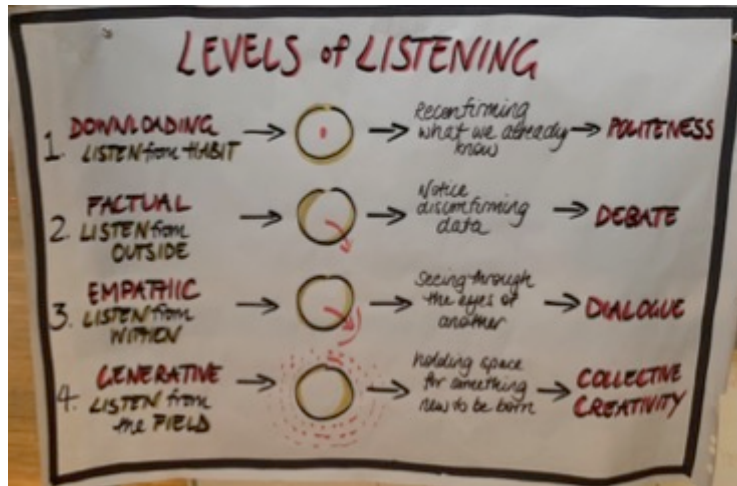 LEVELS of LISTENING
1. DOWNLOADING
LISTEN from HABIT
Reconfirming
what we already
know
POLITENESS
2. FACTUAL
LISTEN from
OUTSIDE
Notice
disconfirming
data
DEBATE
3. EMPATHIC
LISTEN from
WITHIN
Seeing through
the eyes of
another
DIALOGUE
4. GENERATIVE
LISTEN from
the FIELD
holding space
for something
new to be born
COLLECTIVE
CREATIVITY